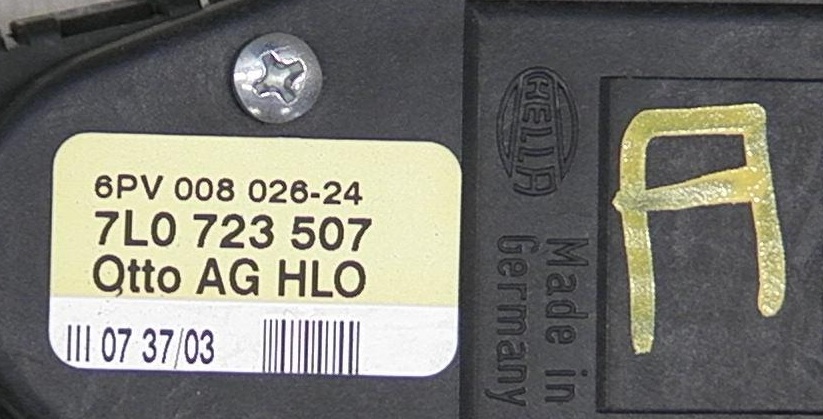 6PV 008 026-24
7L0 723 507
Otto AG HLO
III 07 37/03
HELLA
Made in
Germany
A